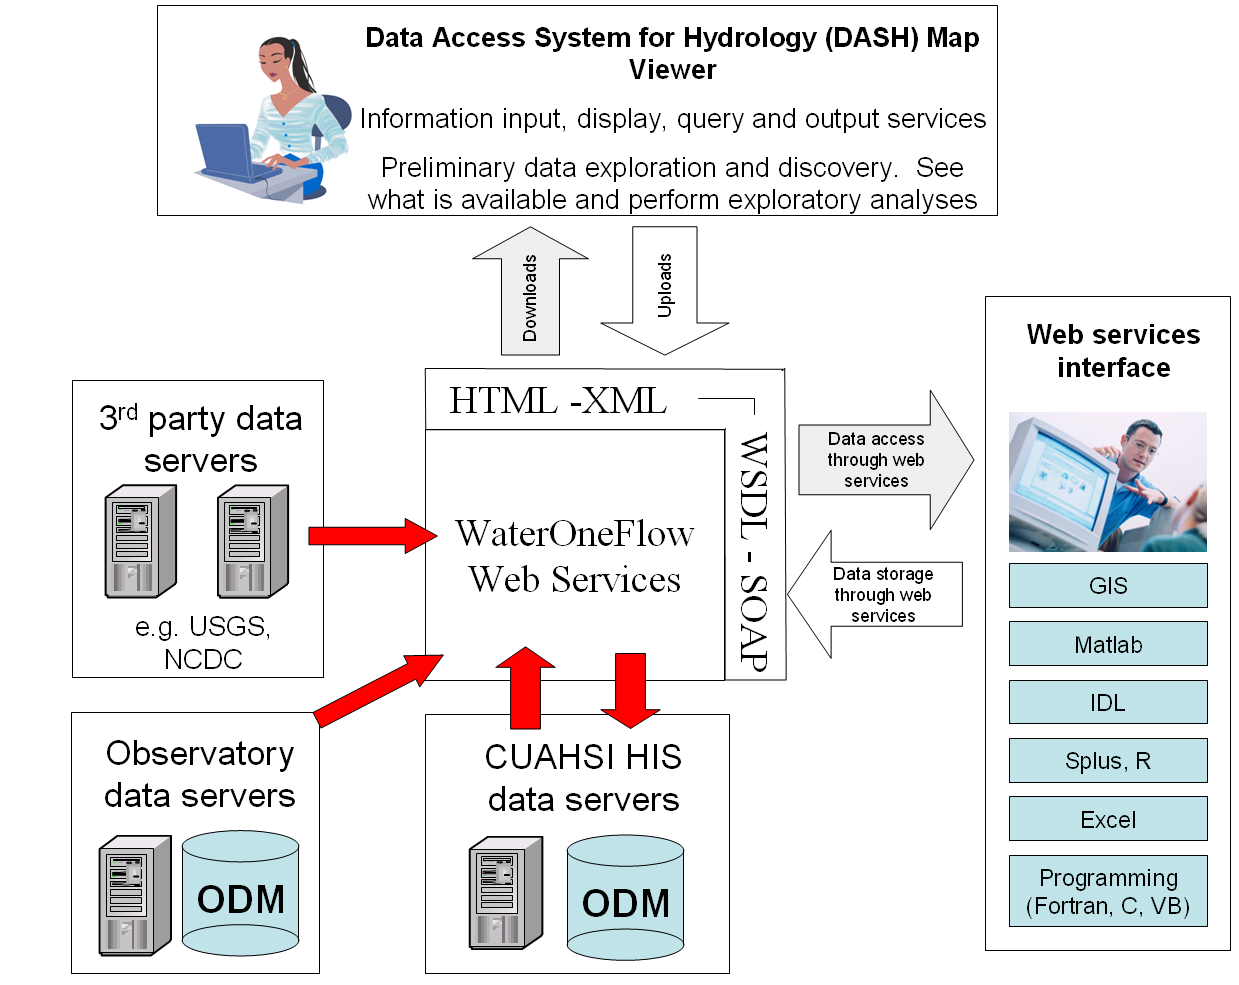 Data Access System for Hydrology (DASH) Map
Viewer
Information input, display, query and output services
Preliminary data exploration and discovery.  See
what is available and perform exploratory analyses
Downloads
Uploads
HTML -XML
WSDL - SOAP
WaterOneFlow
Web Services
3rd party data
servers
e.g. USGS,
NCDC
Observatory
data servers
ODM
CUAHSI HIS
data servers
ODM
Data access
through web
services
Data storage
through web
services
Web services
interface
GIS
Matlab
IDL
Splus, R
Excel
Programming
(Fortran, C, VB)